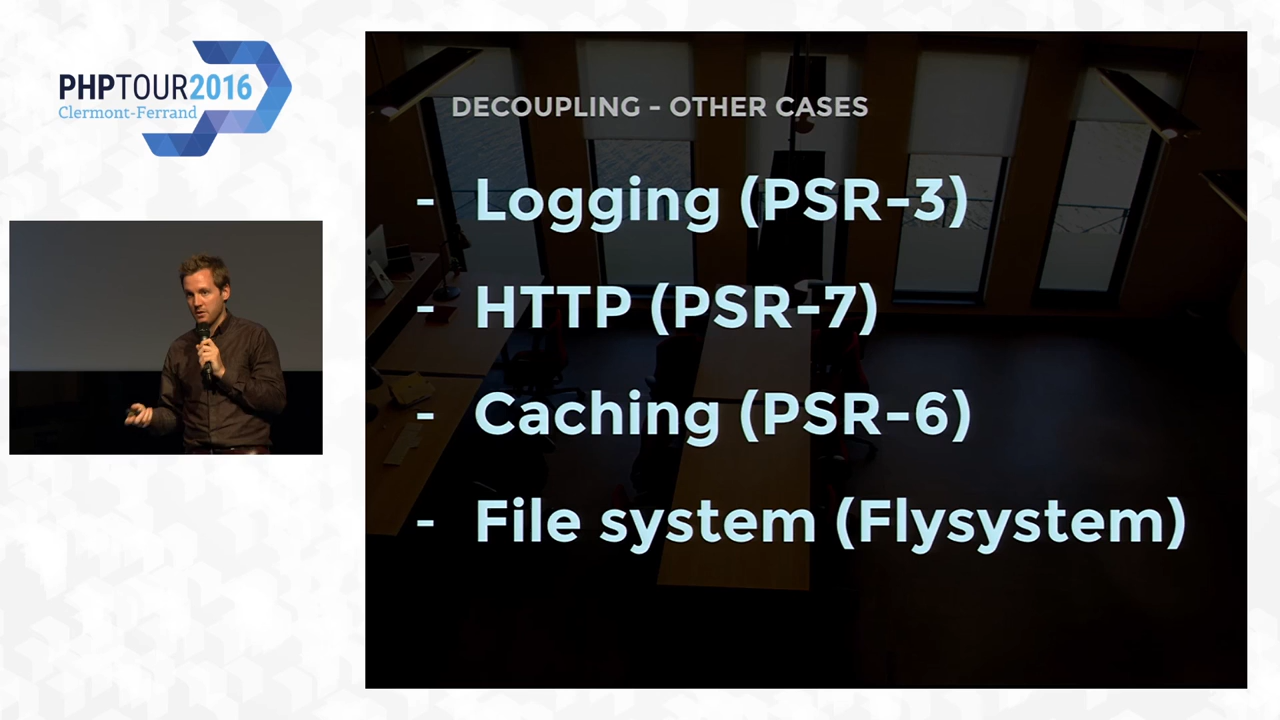 PHPTOUR2016
Clermont-Ferrand
DECOUPLING - OTHER CASES
- Logging (PSR-3)
- HTTP (PSR-7)
- Caching (PSR-6)
- File system (Flysystem)